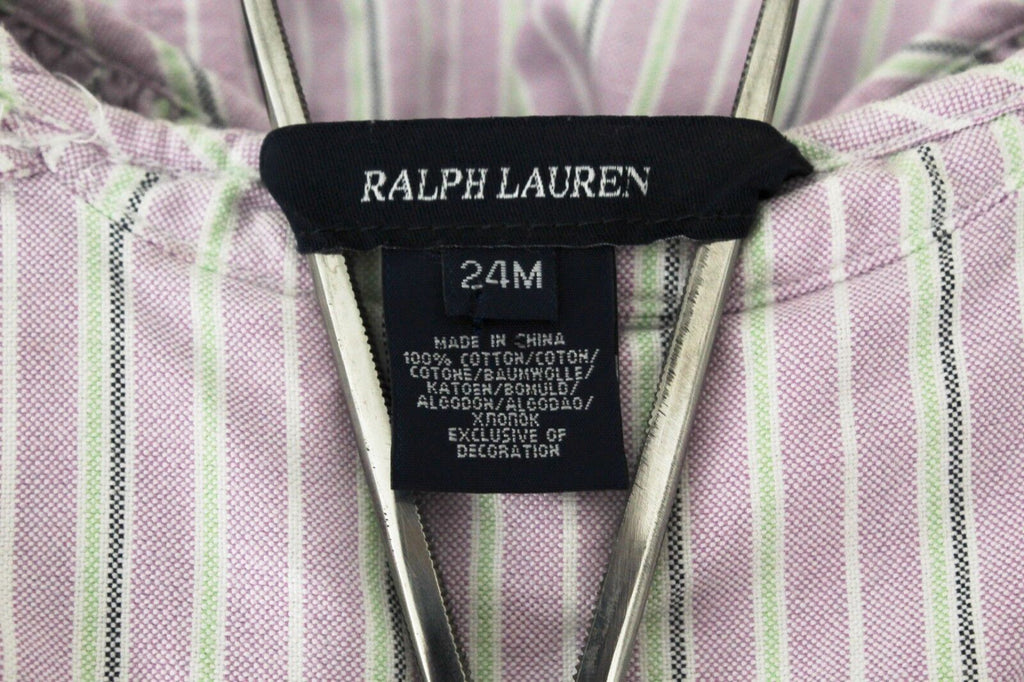 RALPH LAUREN
24M
MADE IN CHINA
100% COTTON/COTON/
COTONE/BAUMWOLLE/
KATOEN/BOMULD/
ALGODON/ALGODAO/
ХЛОПОК
EXCLUSIVE OF
DECORATION